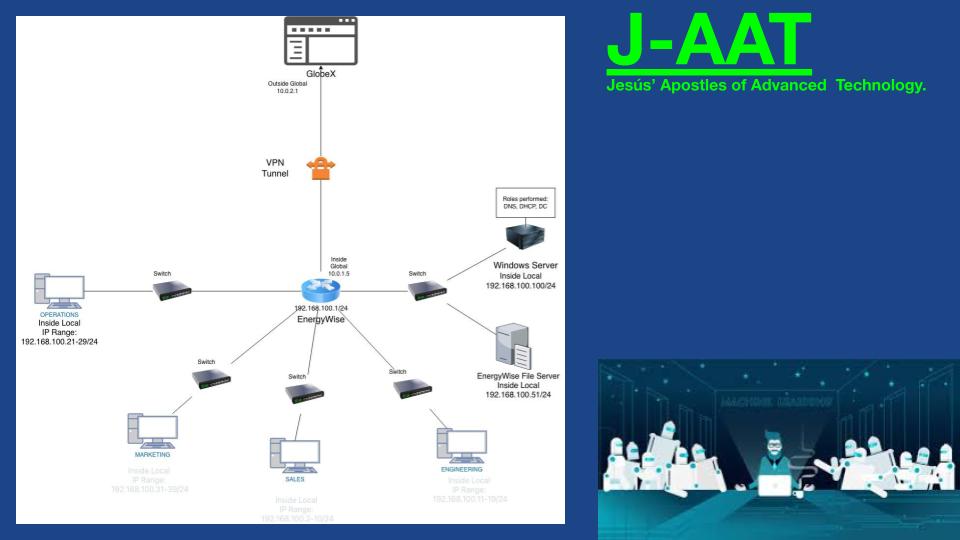 J-AAT
Jesús' Apostles of Advanced Technology.
GlobeX
Outside Global
10.0.2.1
VPN
Tunnel
Roles performed:
DNS, DHCP, DC
Windows Server
Inside Local
192.168.100.100/24
Inside
Global
10.0.1.5
Switch
Switch
192.168.100.1/24
EnergyWise
OPERATIONS
Inside Local
IP Range:
192.168.100.21-29/24
EnergyWise File Server
Inside Local
192.168.100.51/24
Switch
Switch
Switch
MARKETING
Inside Local
IP Range:
192.168.100.31-39/24
SALES
Inside Local
IP Range:
192.168.100.2-10/24
ENGINEERING
Inside Local
IP Range:
192.168.100.11-19/24
MACHINE LEARNING